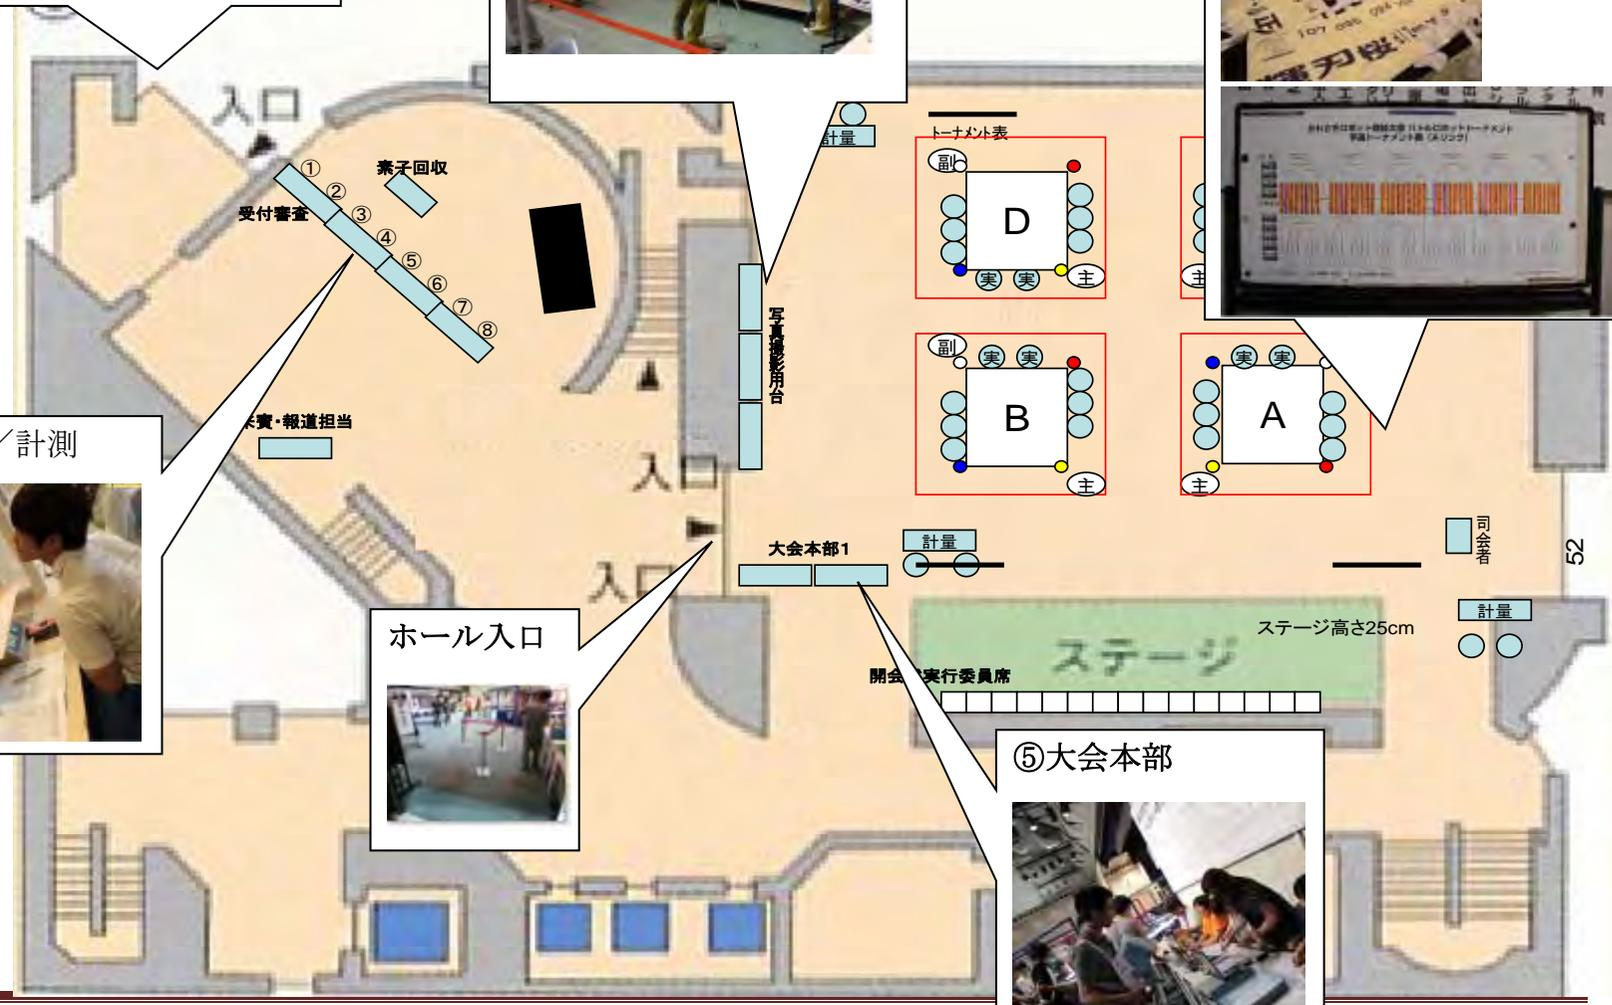 入口
①
②
③
④
⑤
⑥
⑦
⑧
素子回収
受付審査
計量
トーナメント表
副
D
実 実
主
主
写真撮影用台
副
実 実
B
主
実 実
A
主
来賓・報道担当
／計測
入口
入口
大会本部1
計量
司会者
52
計量
ホール入口
ステージ高さ25cm
ステージ
開会 実行委員席
⑤大会本部